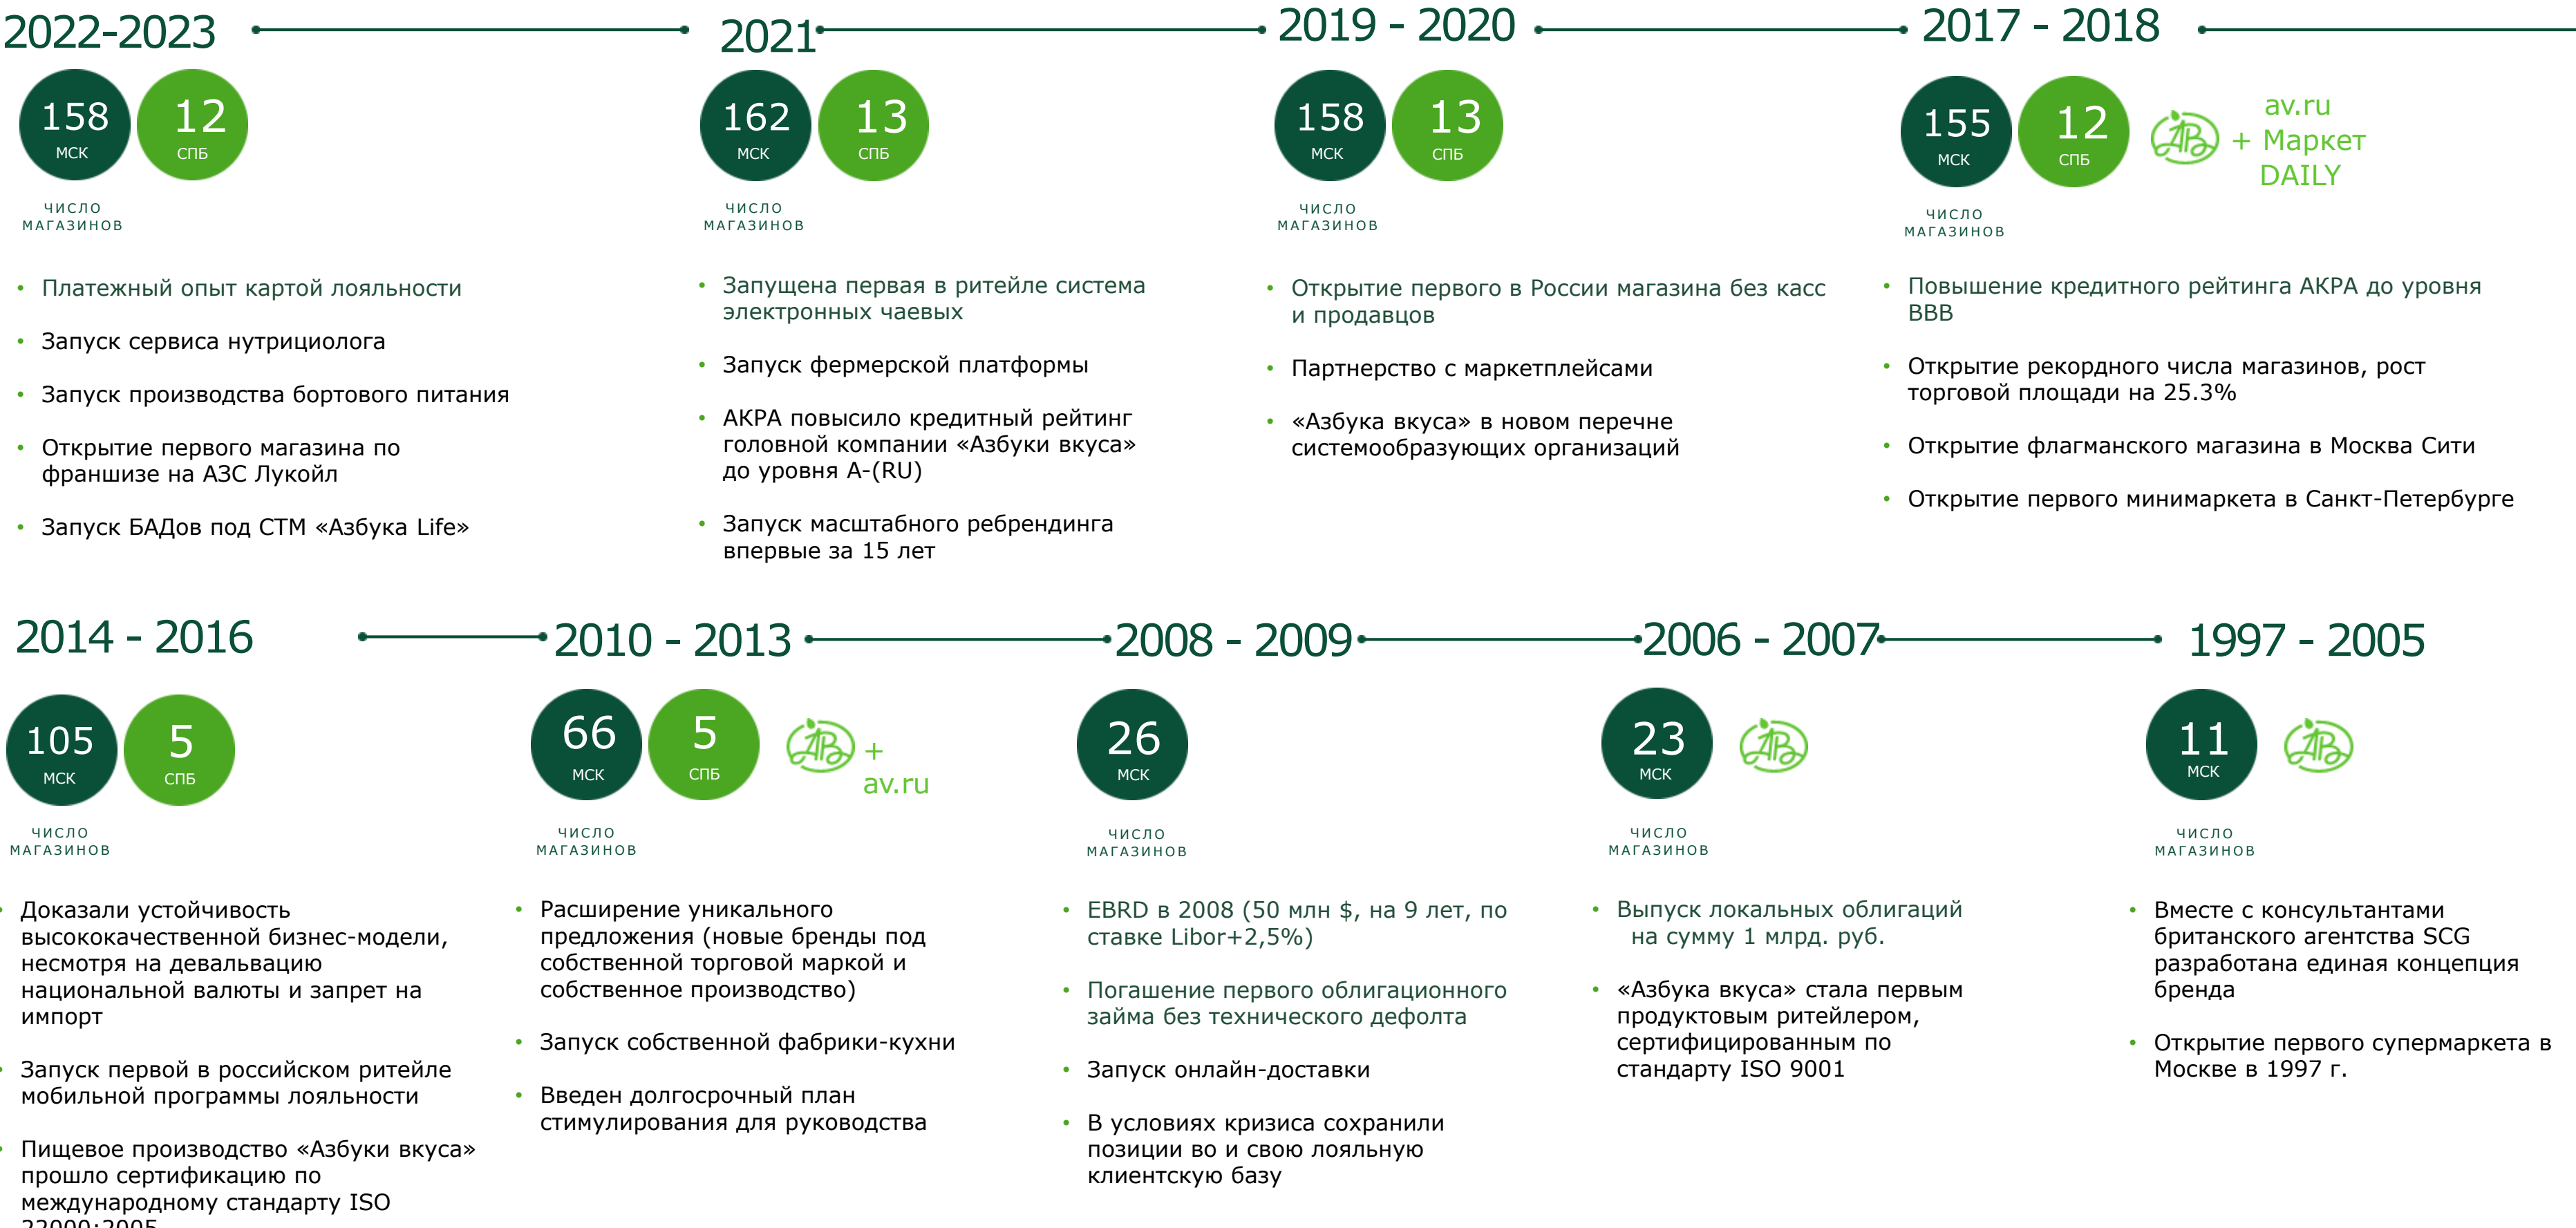 2022-2023
158
МСК
12
СПБ
ЧИСЛО
МАГАЗИНОВ
• Платежный опыт картой лояльности
• Запуск сервиса нутрициолога
• Запуск производства бортового питания
• Открытие первого магазина по
франшизе на АЗС Лукойл
• Запуск БАДов под СТМ «Азбука Life»
2021
162
МСК
13
СПБ
ЧИСЛО
МАГАЗИНОВ
• Запущена первая в ритейле система
электронных чаевых
• Запуск фермерской платформы
• АКРА повысило кредитный рейтинг
головной компании «Азбуки вкуса»
до уровня А-(RU)
• Запуск масштабного ребрендинга
впервые за 15 лет
2019 - 2020
158
МСК
13
СПБ
ЧИСЛО
МАГАЗИНОВ
• Открытие первого в России магазина без касс
и продавцов
• Партнерство с маркетплейсами
• «Азбука вкуса» в новом перечне
системообразующих организаций
2017 - 2018
155
МСК
12
СПБ
АВ
av.ru
+ Маркет
DAILY
ЧИСЛО
МАГАЗИНОВ
• Повышение кредитного рейтинга АКРА до уровня
ВВВ
• Открытие рекордного числа магазинов, рост
торговой площади на 25.3%
• Открытие флагманского магазина в Москва Сити
• Открытие первого минимаркета в Санкт-Петербурге
2014 - 2016
105
МСК
5
СПБ
ЧИСЛО
МАГАЗИНОВ
• Доказали устойчивость
высококачественной бизнес-модели,
несмотря на девальвацию
национальной валюты и запрет на
импорт
• Запуск первой в российском ритейле
мобильной программы лояльности
• Пищевое производство «Азбуки вкуса»
прошло сертификацию по
международному стандарту ISO
22000:2005
2010 - 2013
66
МСК
5
СПБ
АВ
+
av.ru
ЧИСЛО
МАГАЗИНОВ
• Расширение уникального
предложения (новые бренды под
собственной торговой маркой и
собственное производство)
• Запуск собственной фабрики-кухни
• Введен долгосрочный план
стимулирования для руководства
2008 - 2009
26
МСК
ЧИСЛО
МАГАЗИНОВ
• EBRD в 2008 (50 млн $, на 9 лет, по
ставке Libor+2,5%)
• Погашение первого облигационного
займа без технического дефолта
• Запуск онлайн-доставки
• В условиях кризиса сохранили
позиции во и свою лояльную
клиентскую базу
2006 - 2007
23
МСК
АВ
ЧИСЛО
МАГАЗИНОВ
• Выпуск локальных облигаций
на сумму 1 млрд. руб.
• «Азбука вкуса» стала первым
продуктовым ритейлером,
сертифицированным по
стандарту ISO 9001
1997 - 2005
11
МСК
АВ
ЧИСЛО
МАГАЗИНОВ
• Вместе с консультантами
британского агентства SCG
разработана единая концепция
бренда
• Открытие первого супермаркета в
Москве в 1997 г.